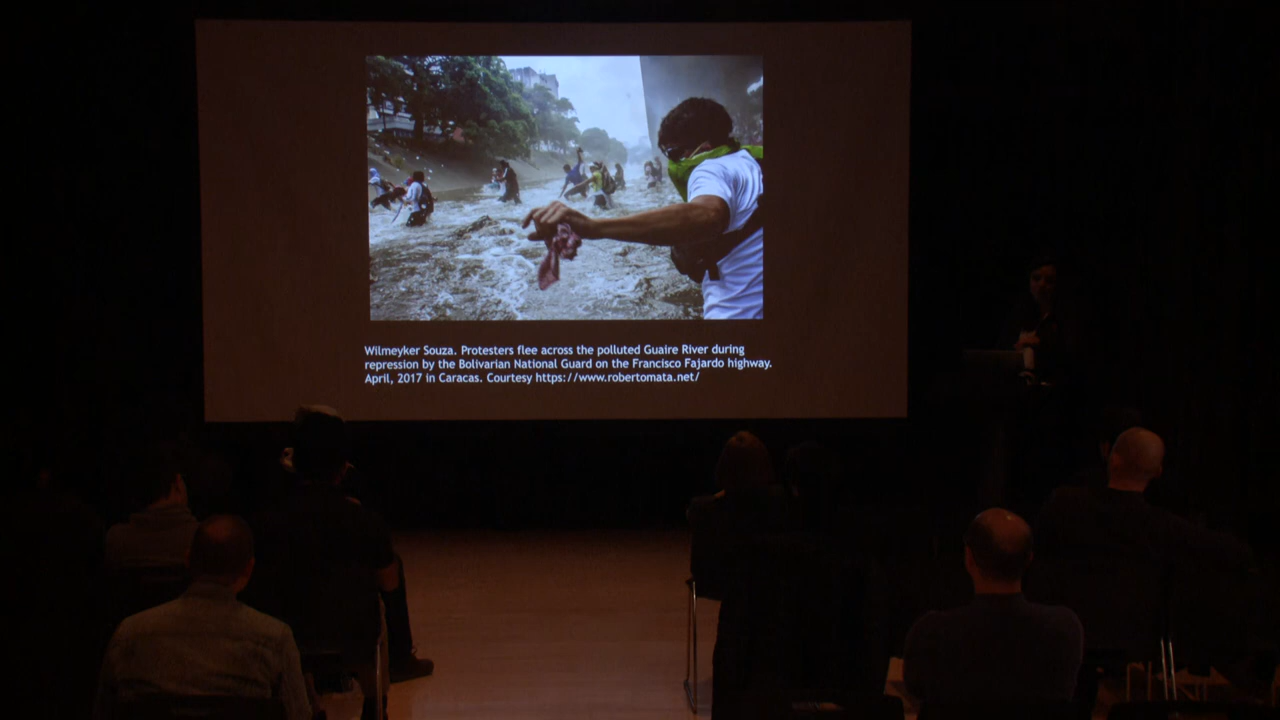 Wilmeyker Souza. Protesters flee across the polluted Guaire River during
repression by the Bolivarian National Guard on the Francisco Fajardo highway.
April, 2017 in Caracas. Courtesy https://www.robertomata.net/